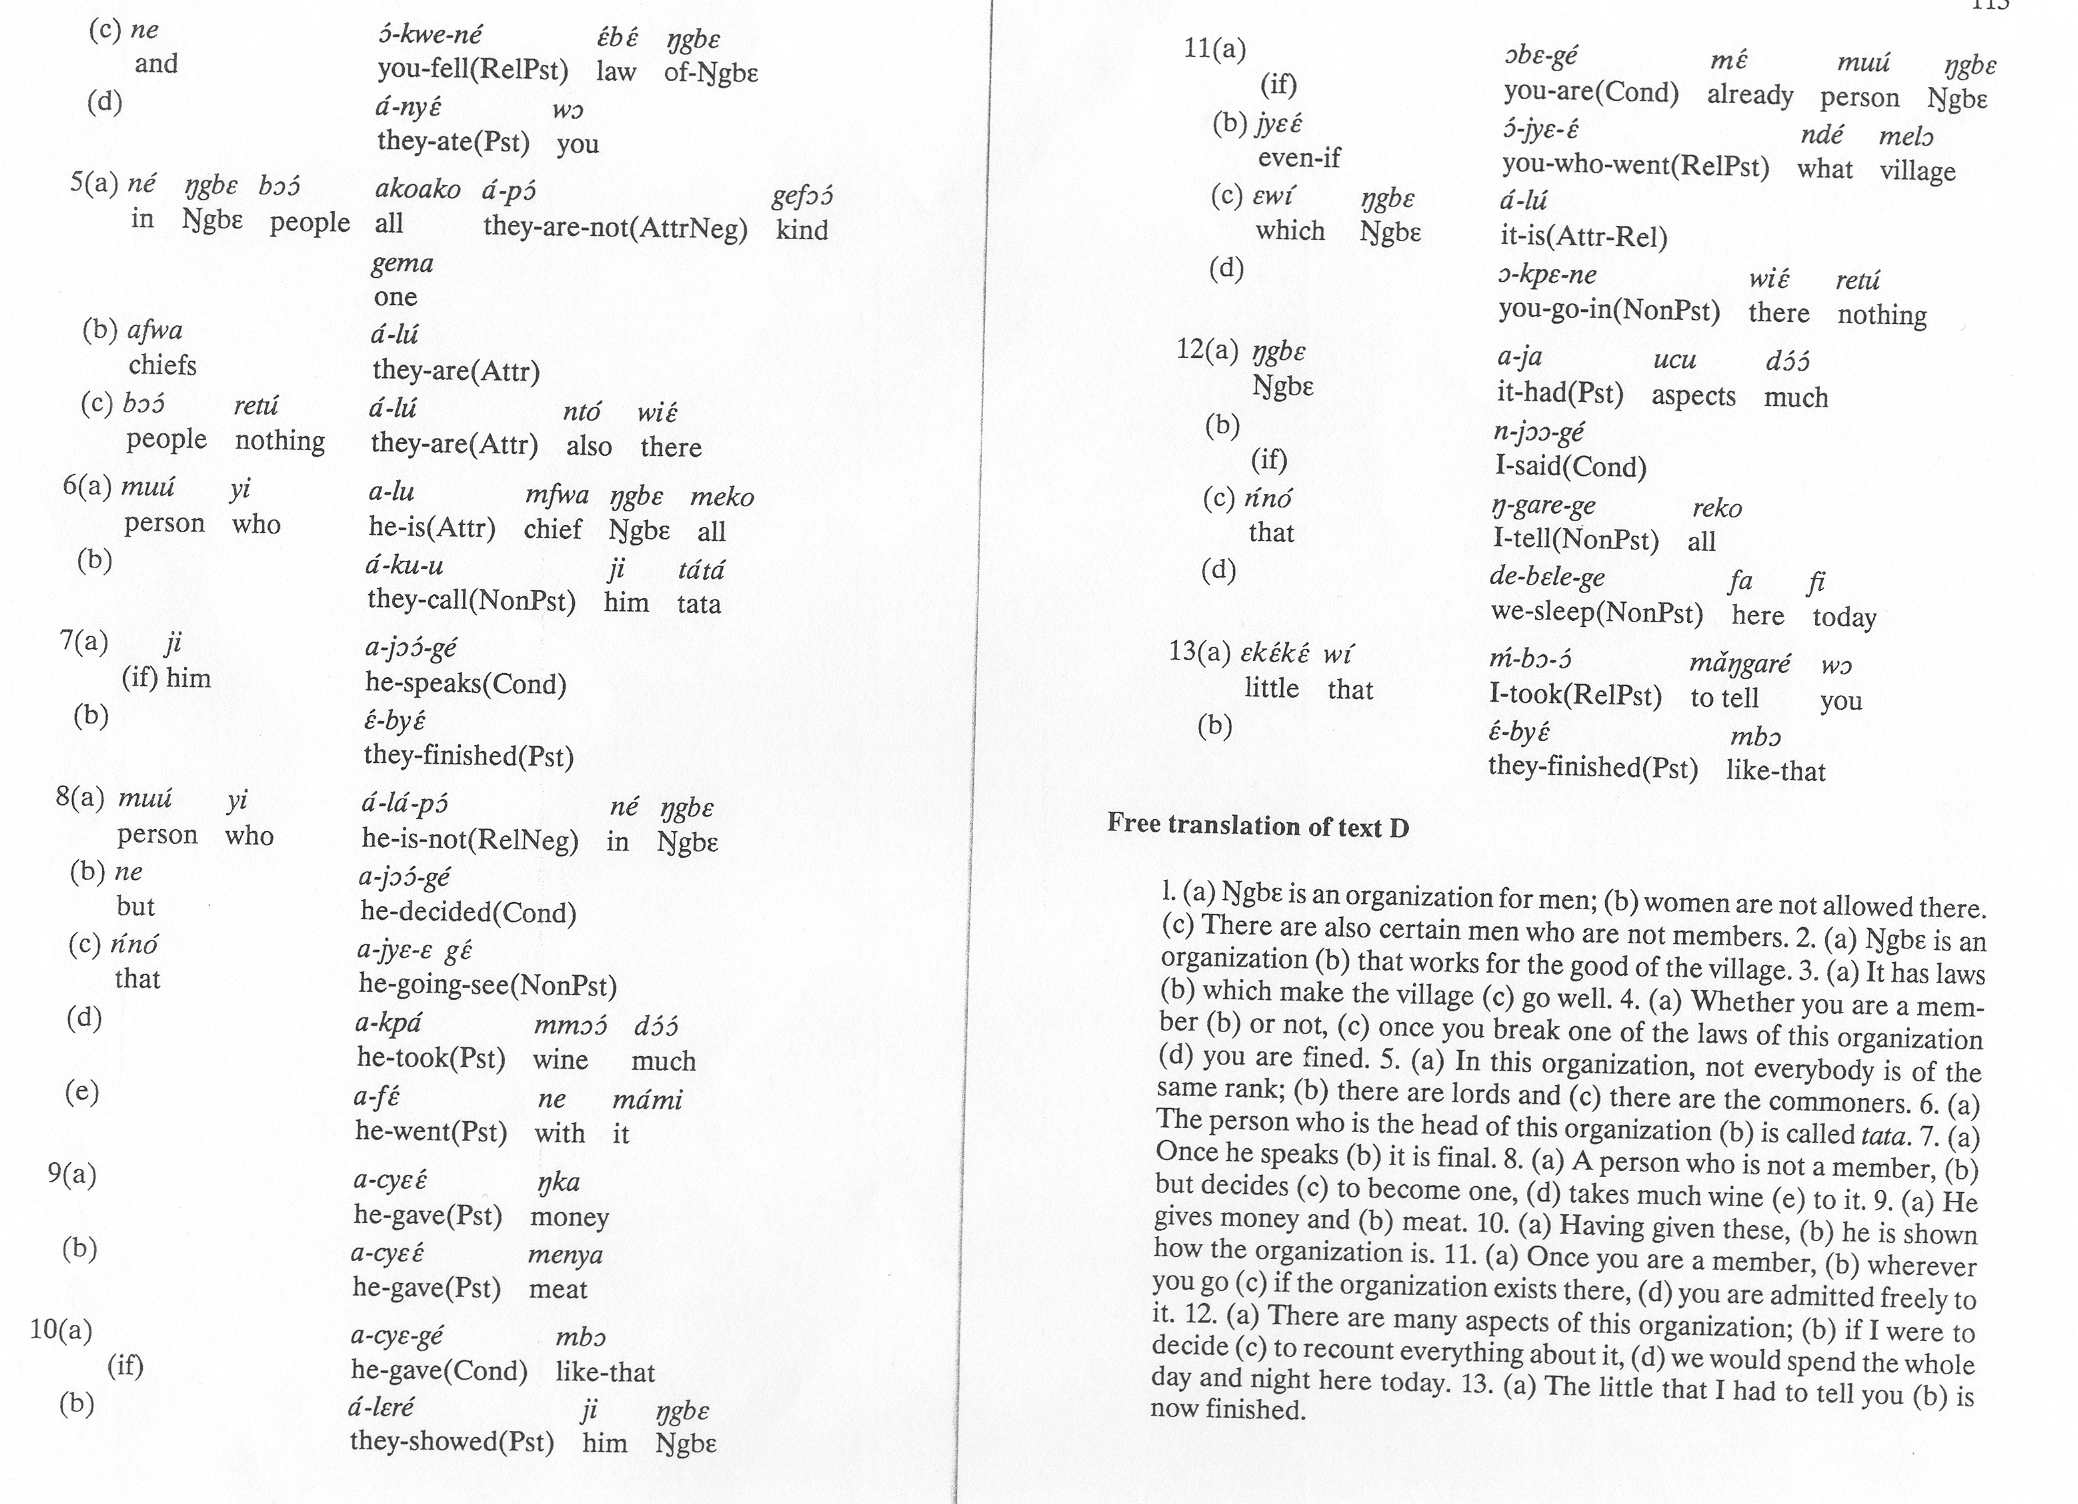 (c) ne ɔ́-kwe-né ɛ́bɛ́ ŋgbɛ
and you-fell(RelPst) law of-Ŋgbɛ
(d) á-nyɛ́ wɔ
they-ate(Pst) you
5(a) né ŋgbɛ bɔɔ́ akoako á-pɔ́ gefɔɔ́
in Ŋgbɛ people all they-are-not(AttrNeg) kind
gema
one
(b) afwa á-lú
chiefs they-are(Attr)
(c) bɔɔ́ retú á-lú ntó wiɛ́
people nothing they-are(Attr) also there
6(a) muú yi a-lu mfwa ŋgbɛ meko
person who he-is(Attr) chief Ŋgbɛ all
(b) á-ku-u ji tátá
they-call(NonPst) him tata
7(a) ji a-jɔɔ́-gé
(if) him he-speaks(Cond)
(b) ɛ́-byɛ́
they-finished(Pst)
8(a) muú yi á-lá-pɔ́ né ŋgbɛ
person who he-is-not(RelNeg) in Ŋgbɛ
(b) ne a-jɔɔ́-gé
but he-decided(Cond)
(c) ńnó a-jyɛ-ɛ gé
that he-going-see(NonPst)
(d) a-kpá mmɔɔ́ dɔ́ɔ́
he-took(Pst) wine much
(e) a-fɛ́ ne mámi
he-went(Pst) with it
9(a) a-cyɛɛ́ ŋka
he-gave(Pst) money
(b) a-cyɛɛ́ menya
he-gave(Pst) meat
10(a) a-cyɛ-gé mbɔ
(if) he-gave(Cond) like-that
(b) á-lɛré ji ŋgbɛ
they-showed(Pst) him Ŋgbɛ
11(a) ɔbɛ-gé mɛ́ muú ŋgbɛ
(if) you-are(Cond) already person Ŋgbɛ
(b) jyɛɛ́ ɔ́-jyɛ-ɛ́ ndé melɔ
even-if you-who-went(RelPst) what village
(c) ɛwí ŋgbɛ á-lú
which Ŋgbɛ it-is(Attr-Rel)
(d) ɔ-kpɛ-ne wiɛ́ retú
you-go-in(NonPst) there nothing
12(a) ŋgbɛ a-ja ucu dɔ́ɔ́
Ŋgbɛ it-had(Pst) aspects much
(b) n-jɔɔ-gé
(if) I-said(Cond)
(c) ńnó ŋ-gare-ge reko
that I-tell(NonPst) all
(d) de-bɛle-ge fa fi
we-sleep(NonPst) here today
13(a) ɛkɛ́kɛ́ wí ḿ-bɔ-ɔ́ mǎŋgaré wɔ
little that I-took(RelPst) to tell you
(b) ɛ́-byɛ́ mbɔ
they-finished(Pst) like-that
Free translation of text D
1. (a) Ŋgbɛ is an organization for men; (b) women are not allowed there.
(c) There are also certain men who are not members. 2. (a) Ŋgbɛ is an
organization (b) that works for the good of the village. 3. (a) It has laws
(b) which make the village (c) go well. 4. (a) Whether you are a mem-
ber (b) or not, (c) once you break one of the laws of this organization
(d) you are fined. 5. (a) In this organization, not everybody is of the
same rank; (b) there are lords and (c) there are the commoners. 6. (a)
The person who is the head of this organization (b) is called tata. 7. (a)
Once he speaks (b) it is final. 8. (a) A person who is not a member, (b)
but decides (c) to become one, (d) takes much wine (e) to it. 9. (a) He
gives money and (b) meat. 10. (a) Having given these, (b) he is shown
how the organization is. 11. (a) Once you are a member, (b) wherever
you go (c) if the organization exists there, (d) you are admitted freely to
it. 12. (a) There are many aspects of this organization; (b) if I were to
decide (c) to recount everything about it, (d) we would spend the whole
day and night here today. 13. (a) The little that I had to tell you (b) is
now finished.